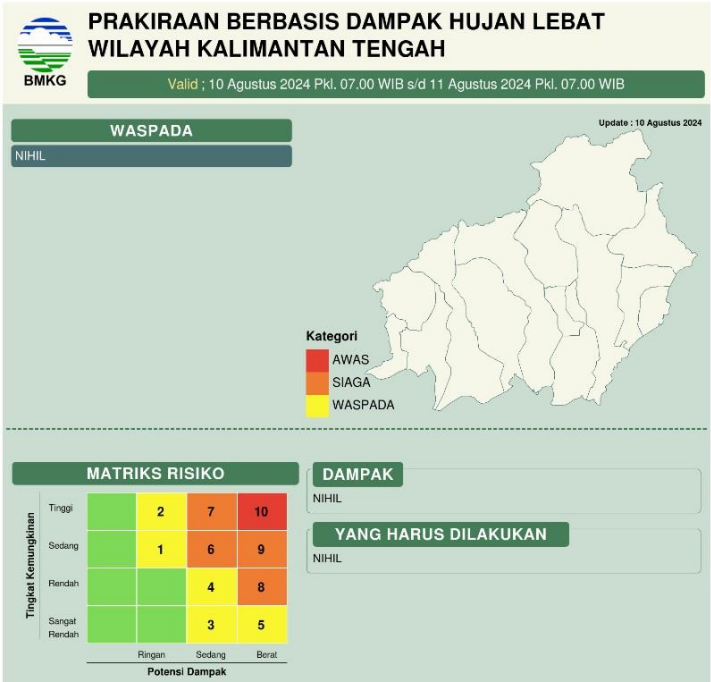 PRAKIRAAN BERBASIS DAMPAK HUJAN LEBAT
WILAYAH KALIMANTAN TENGAH
BMKG
Valid ; 10 Agustus 2024 Pkl. 07.00 WIB s/d 11 Agustus 2024 Pkl. 07.00 WIB
WASPADA
NIHIL
Update : 10 Agustus 2024
Kategori
AWAS
SIAGA
WASPADA
MATRIKS RISIKO
Tingkat Kemungkinan
Tinggi 2 7 10
Sedang 1 6 9
Rendah 4 8
Sangat
Rendah 3 5
Ringan Sedang Berat
Potensi Dampak
DAMPAK
NIHIL
YANG HARUS DILAKUKAN
NIHIL